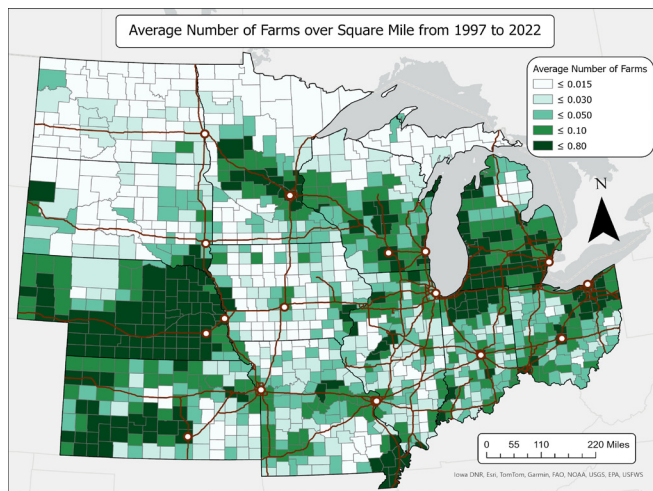 Average Number of Farms over Square Mile from 1997 to 2022
Average Number of Farms
≤ 0.015
≤ 0.030
≤ 0.050
≤ 0.10
≤ 0.80
N
0 55 110 220 Miles
Iowa DNR, Esri, TomTom, Garmin, FAO, NOAA, USGS, EPA, USFWS